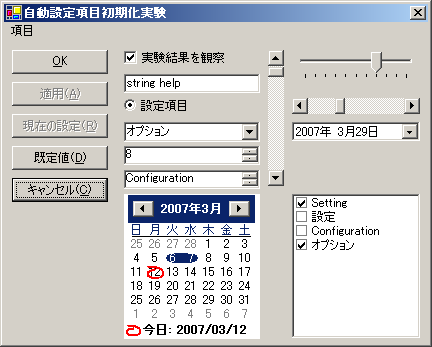 自動設定項目初期化実験
項目
OK
適用(A)
現在の設定(R)
既定値(D)
キャンセル(C)
実験結果を観察
string help
設定項目
オプション
8
Configuration
2007年3月
日 月 火 水 木 金 土
25 26 27 28 1 2 3
4 5 6 7 8 9 10
11 12 13 14 15 16 17
18 19 20 21 22 23 24
25 26 27 28 29 30 31
1 2 3 4 5 6 7
今日: 2007/03/12
2007年 3月29日
Setting
設定
Configuration
オプション